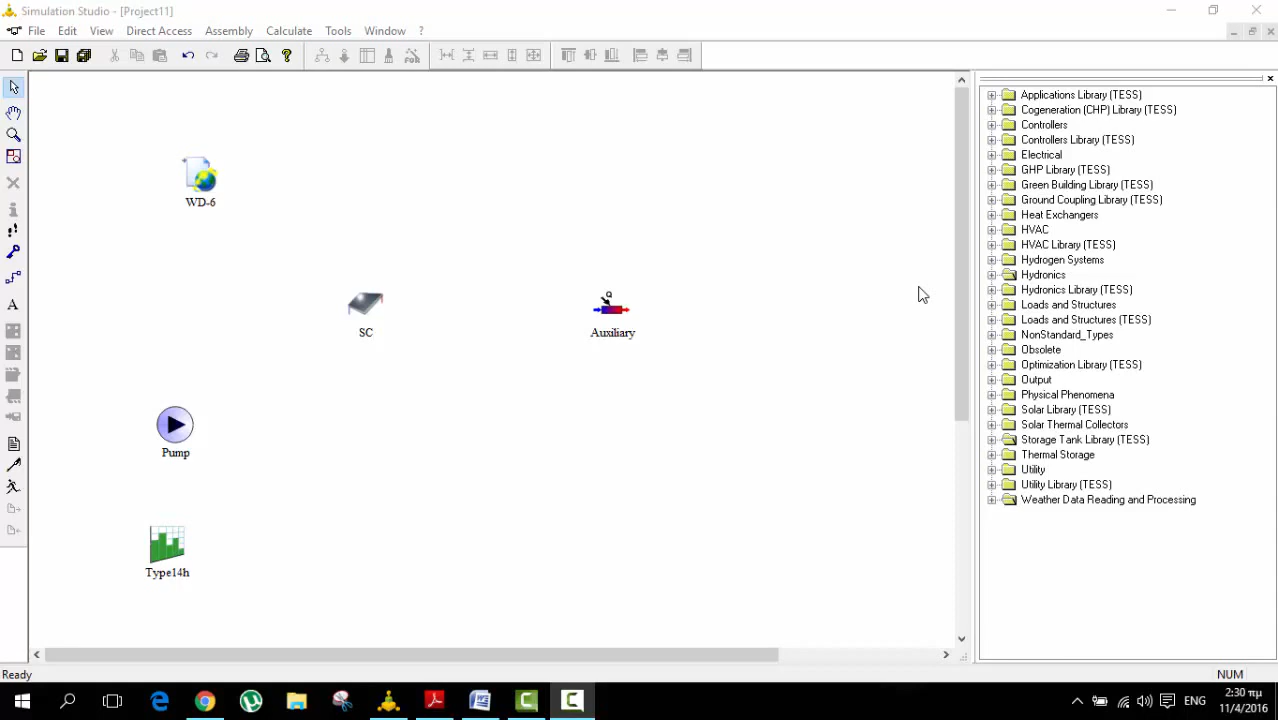 Simulation Studio - [Project11]
File Edit View Direct Access Assembly Calculate Tools Window ?
FOR
WD-6
SC
Auxiliary
Pump
Type14h
A
Applications Library (TESS)
Cogeneration (CHP) Library (TESS)
Controllers
Controllers Library (TESS)
Electrical
GHP Library (TESS)
Green Building Library (TESS)
Ground Coupling Library (TESS)
Heat Exchangers
HVAC
HVAC Library (TESS)
Hydrogen Systems
Hydronics
Hydronics Library (TESS)
Loads and Structures
Loads and Structures (TESS)
NonStandard_Types
Obsolete
Optimization Library (TESS)
Output
Physical Phenomena
Solar Library (TESS)
Solar Thermal Collectors
Storage Tank Library (TESS)
Thermal Storage
Utility
Utility Library (TESS)
Weather Data Reading and Processing
Ready
NUM
ENG
2:30 πμ
11/4/2016